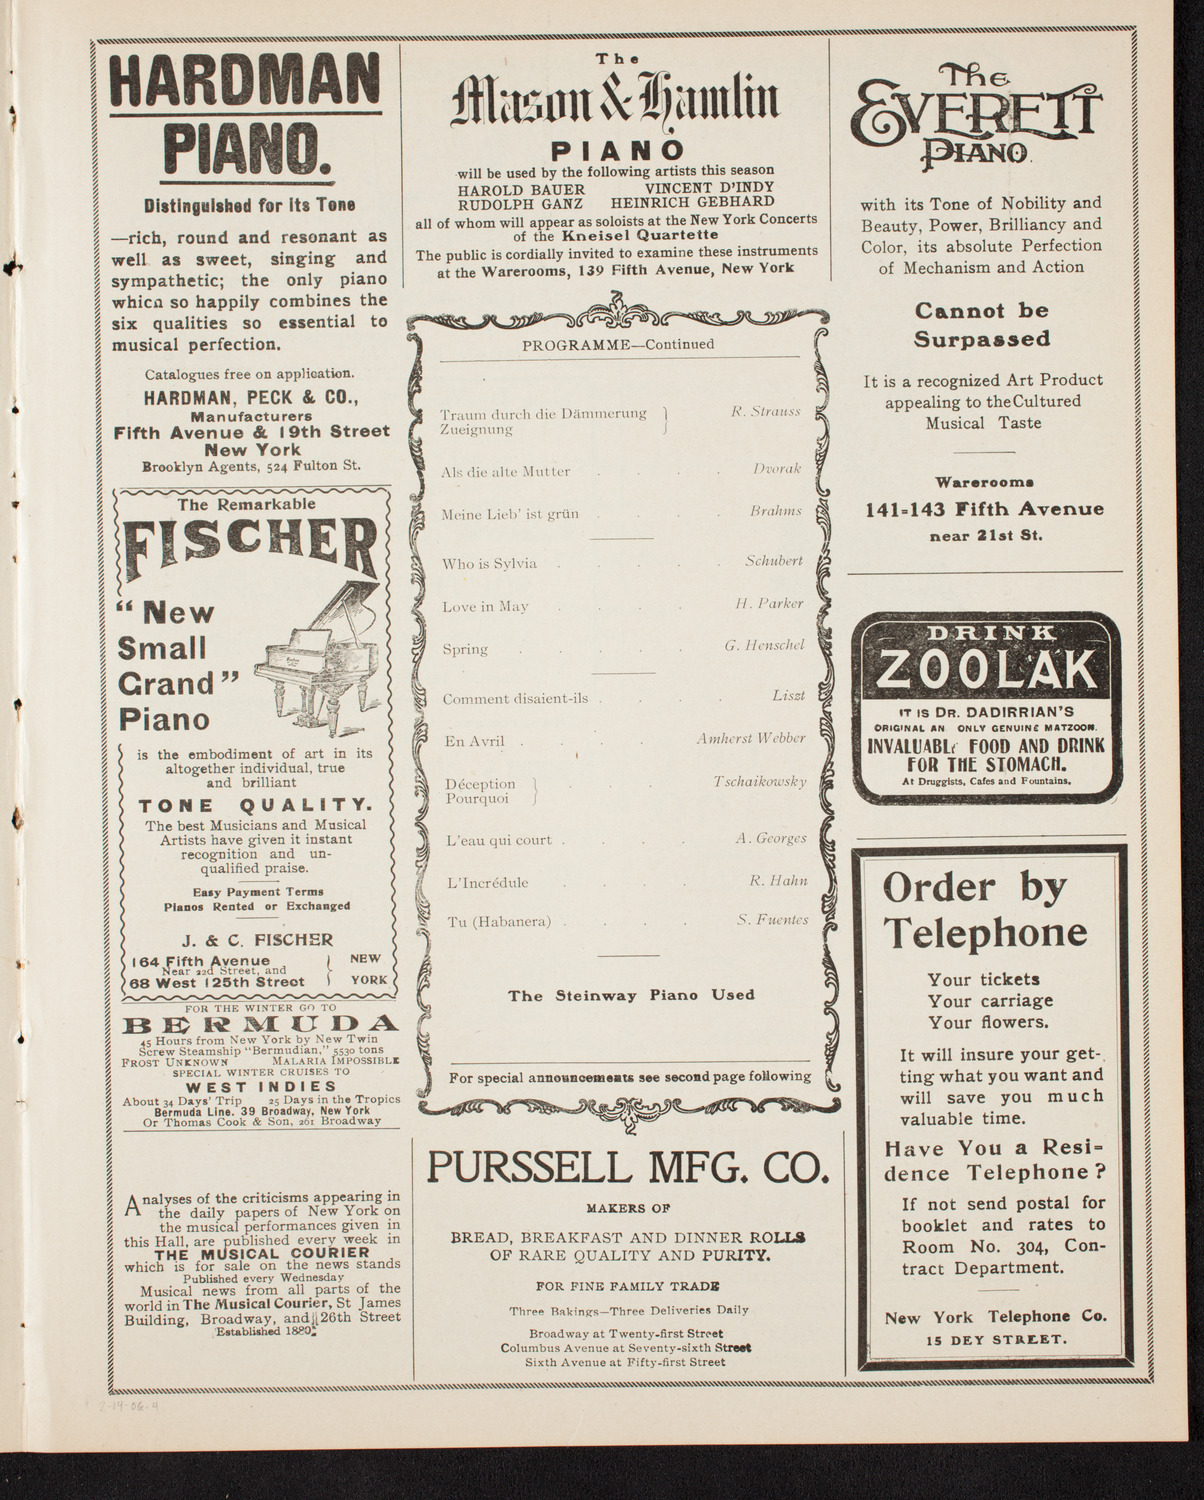 HARDMAN
PIANO.
Distinguished for its Tone
—rich, round and resonant as
well as sweet, singing and
sympathetic; the only piano
which so happily combines the
six qualities so essential to
musical perfection.
Catalogues free on application.
HARDMAN, PECK & CO.,
Manufacturers
Fifth Avenue & 19th Street
New York
Brooklyn Agents, 524 Fulton St.
The Remarkable
FISCHER
"New
Small
Grand"
Piano
is the embodiment of art in its
altogether individual, true
and brilliant
TONE QUALITY.
The best Musicians and Musical
Artists have given it instant
recognition and un-
qualified praise.
Easy Payment Terms
Pianos Rented or Exchanged
J. & C. FISCHER
164 Fifth Avenue
Near 22d Street, and
68 West 125th Street
NEW
YORK
FOR THE WINTER GO TO
BERMUDA
45 Hours from New York by New Twin
Screw Steamship "Bermudian," 5530 tons
FROST UNKNOWN MALARIA IMPOSSIBLE
SPECIAL WINTER CRUISES TO
WEST INDIES
About 34 Days' Trip 25 Days in the Tropics
Bermuda Line. 39 Broadway, New York
Or Thomas Cook & Son, 261 Broadway
Analyses of the criticisms appearing in
the daily papers of New York on
the musical performances given in
this Hall, are published every week in
THE MUSICAL COURIER
which is for sale on the news stands
Published every Wednesday
Musical news from all parts of the
world in The Musical Courier, St James
Building, Broadway, and 26th Street
Established 1880
The
Mason & Hamlin
PIANO
will be used by the following artists this season
HAROLD BAUER VINCENT D'INDY
RUDOLPH GANZ HEINRICH GEBHARD
all of whom will appear as soloists at the New York Concerts
of the Kneisel Quartette
The public is cordially invited to examine these instruments
at the Warerooms, 139 Fifth Avenue, New York
PROGRAMME—Continued
Traum durch die Dämmerung } R. Strauss
Zueignung
Als die alte Mutter . . . . Dvorak
Meine Lieb' ist grün . . . . Brahms
Who is Sylvia . . . . . Schubert
Love in May . . . . H. Parker
Spring . . . . . G. Henschel
Comment disaient-ils . . . . Liszt
En Avril . . . . Amherst Webber
Déception } . . . Tschaikowsky
Pourquoi
L'eau qui court . . . . A. Georges
L'Incrédule . . . . R. Hahn
Tu (Habanera) . . . . S. Fuentes
The Steinway Piano Used
For special announcements see second page following
PURSSELL MFG. CO.
MAKERS OF
BREAD, BREAKFAST AND DINNER ROLLS
OF RARE QUALITY AND PURITY.
FOR FINE FAMILY TRADE
Three Bakings—Three Deliveries Daily
Broadway at Twenty-first Street
Columbus Avenue at Seventy-sixth Street
Sixth Avenue at Fifty-first Street
The
EVERETT
PIANO.
with its Tone of Nobility and
Beauty, Power, Brilliancy and
Color, its absolute Perfection
of Mechanism and Action
Cannot be
Surpassed
It is a recognized Art Product
appealing to the Cultured
Musical Taste
Warerooms
141=143 Fifth Avenue
near 21st St.
DRINK
ZOOLAK
IT IS DR. DADIRRIAN'S
ORIGINAL AN ONLY GENUINE MATZOON.
INVALUABLE FOOD AND DRINK
FOR THE STOMACH.
At Druggists, Cafes and Fountains.
Order by
Telephone
Your tickets
Your carriage
Your flowers.
It will insure your get-
ting what you want and
will save you much
valuable time.
Have You a Resi=
dence Telephone?
If not send postal for
booklet and rates to
Room No. 304, Con-
tract Department.
New York Telephone Co.
15 DEY STREET.
2-14-06-9